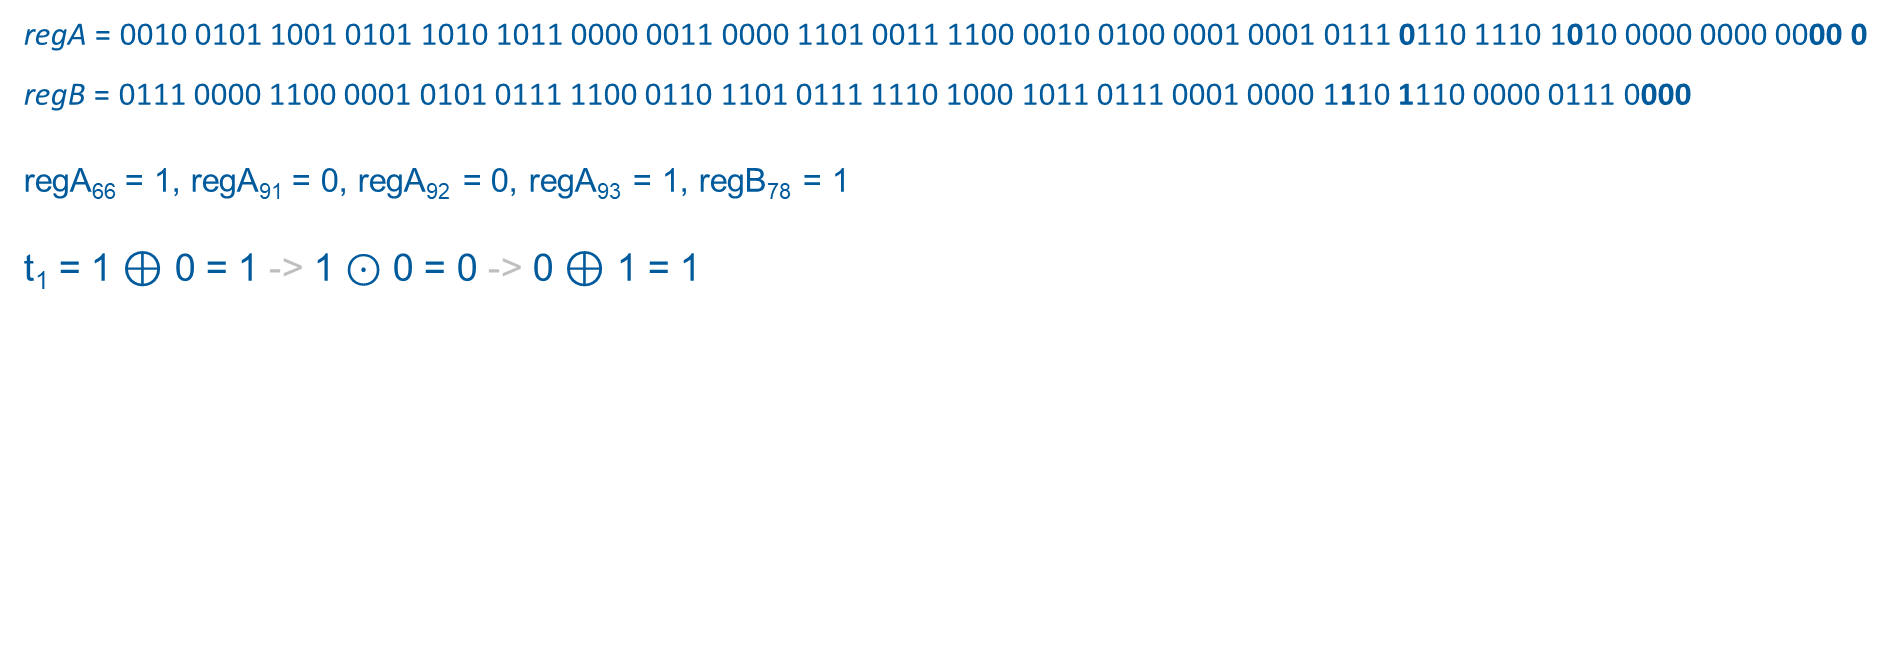 regA = 0010 0101 1001 0101 1010 1011 0000 0011 0000 1101 0011 1100 0010 0100 0001 0001 0111 0110 1110 1010 0000 0000 0000 0
regB = 0111 0000 1100 0001 0101 0111 1100 0110 1101 0111 1110 1000 1011 0111 0001 0000 1110 1110 0000 0111 0000
regA₆₆ = 1, regA₉₁ = 0, regA₉₂ = 0, regA₉₃ = 1, regB₇₈ = 1
t₁ = 1 ⊕ 0 = 1 -> 1 ⊙ 0 = 0 -> 0 ⊕ 1 = 1